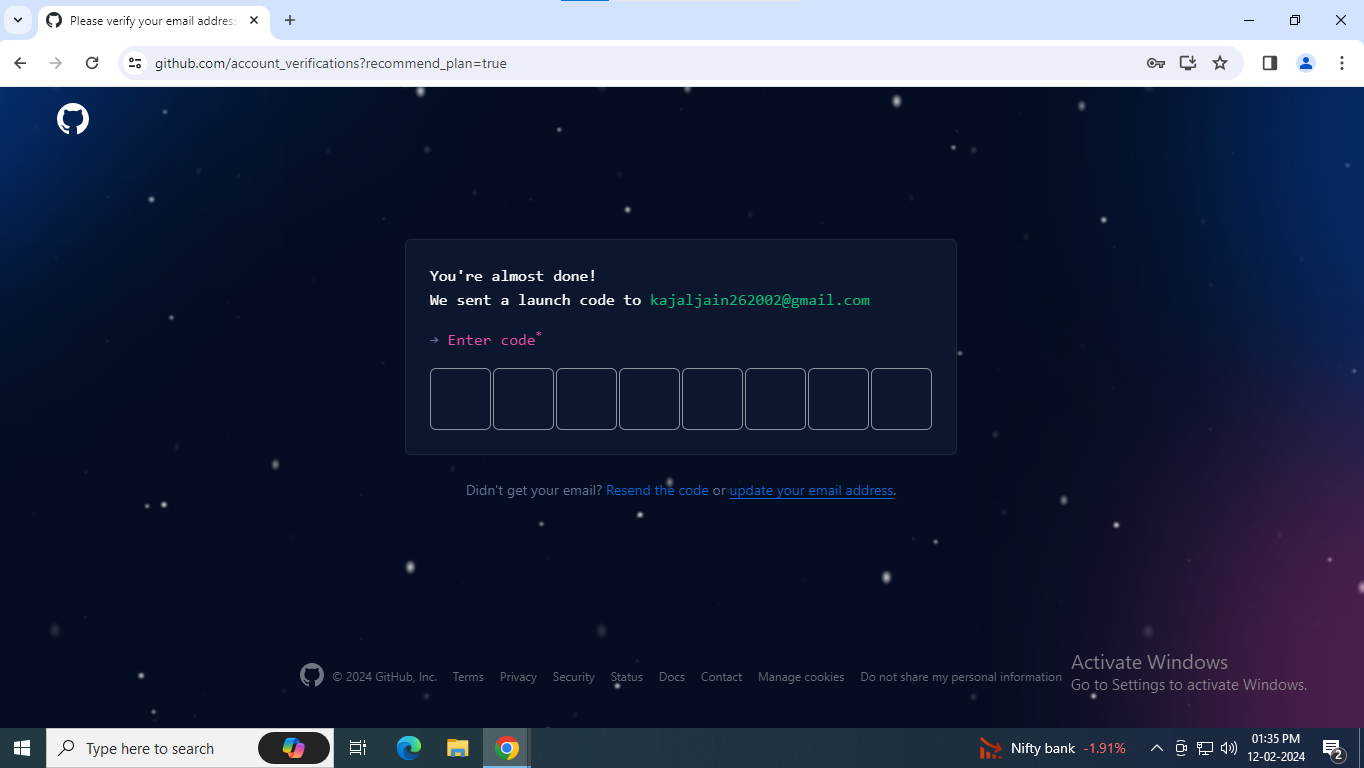 Please verify your email address
github.com/account_verifications?recommend_plan=true
You're almost done!
We sent a launch code to kajaljain262002@gmail.com
→ Enter code*
Didn't get your email? Resend the code or update your email address.
© 2024 GitHub, Inc. Terms Privacy Security Status Docs Contact Manage cookies Do not share my personal information
Activate Windows
Go to Settings to activate Windows.
Type here to search
Nifty bank -1.91%
01:35 PM
12-02-2024
2